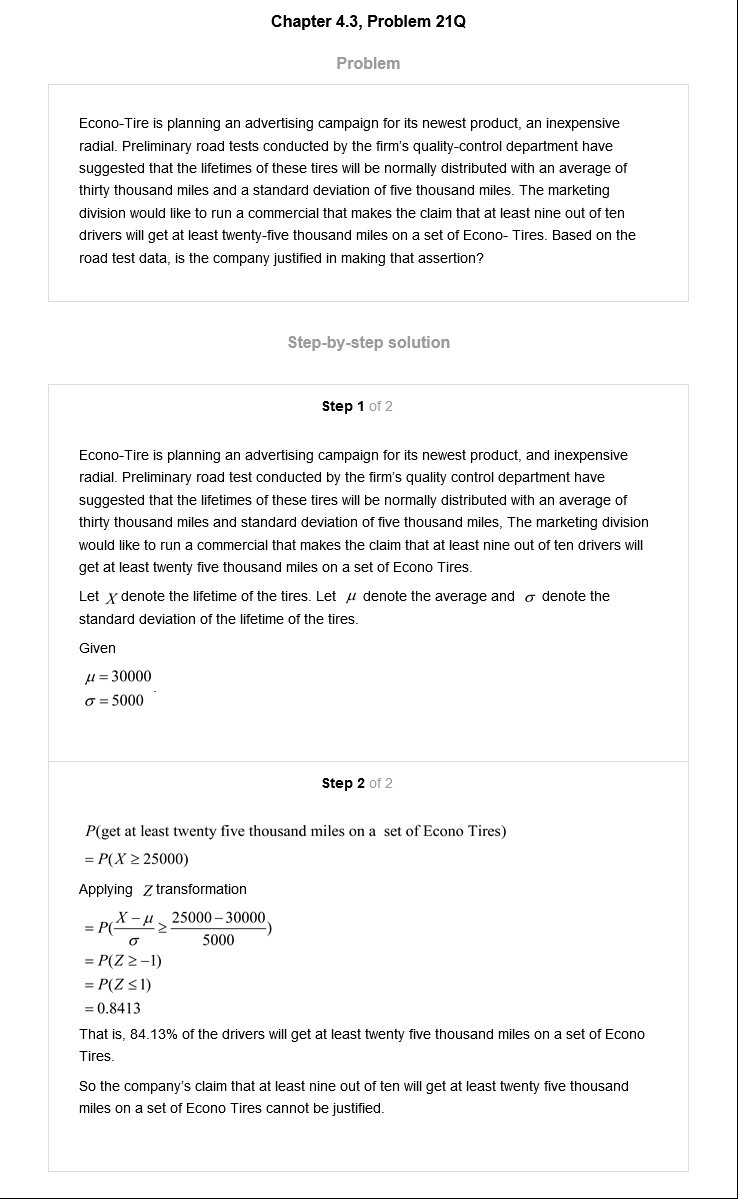 Chapter 4.3, Problem 21Q
Problem
Econo-Tire is planning an advertising campaign for its newest product, an inexpensive
radial. Preliminary road tests conducted by the firm's quality-control department have
suggested that the lifetimes of these tires will be normally distributed with an average of
thirty thousand miles and a standard deviation of five thousand miles. The marketing
division would like to run a commercial that makes the claim that at least nine out of ten
drivers will get at least twenty-five thousand miles on a set of Econo- Tires. Based on the
road test data, is the company justified in making that assertion?
Step-by-step solution
Step 1 of 2
Econo-Tire is planning an advertising campaign for its newest product, and inexpensive
radial. Preliminary road test conducted by the firm's quality control department have
suggested that the lifetimes of these tires will be normally distributed with an average of
thirty thousand miles and standard deviation of five thousand miles, The marketing division
would like to run a commercial that makes the claim that at least nine out of ten drivers will
get at least twenty five thousand miles on a set of Econo Tires.
Let X denote the lifetime of the tires. Let μ denote the average and σ denote the
standard deviation of the lifetime of the tires.
Given
μ = 30000
σ = 5000 .
Step 2 of 2
P(get at least twenty five thousand miles on a set of Econo Tires)
= P(X ≥ 25000)
Applying Z transformation
= P((X − μ)/σ ≥ (25000 − 30000)/5000)
= P(Z ≥ −1)
= P(Z ≤ 1)
= 0.8413
That is, 84.13% of the drivers will get at least twenty five thousand miles on a set of Econo
Tires.
So the company's claim that at least nine out of ten will get at least twenty five thousand
miles on a set of Econo Tires cannot be justified.